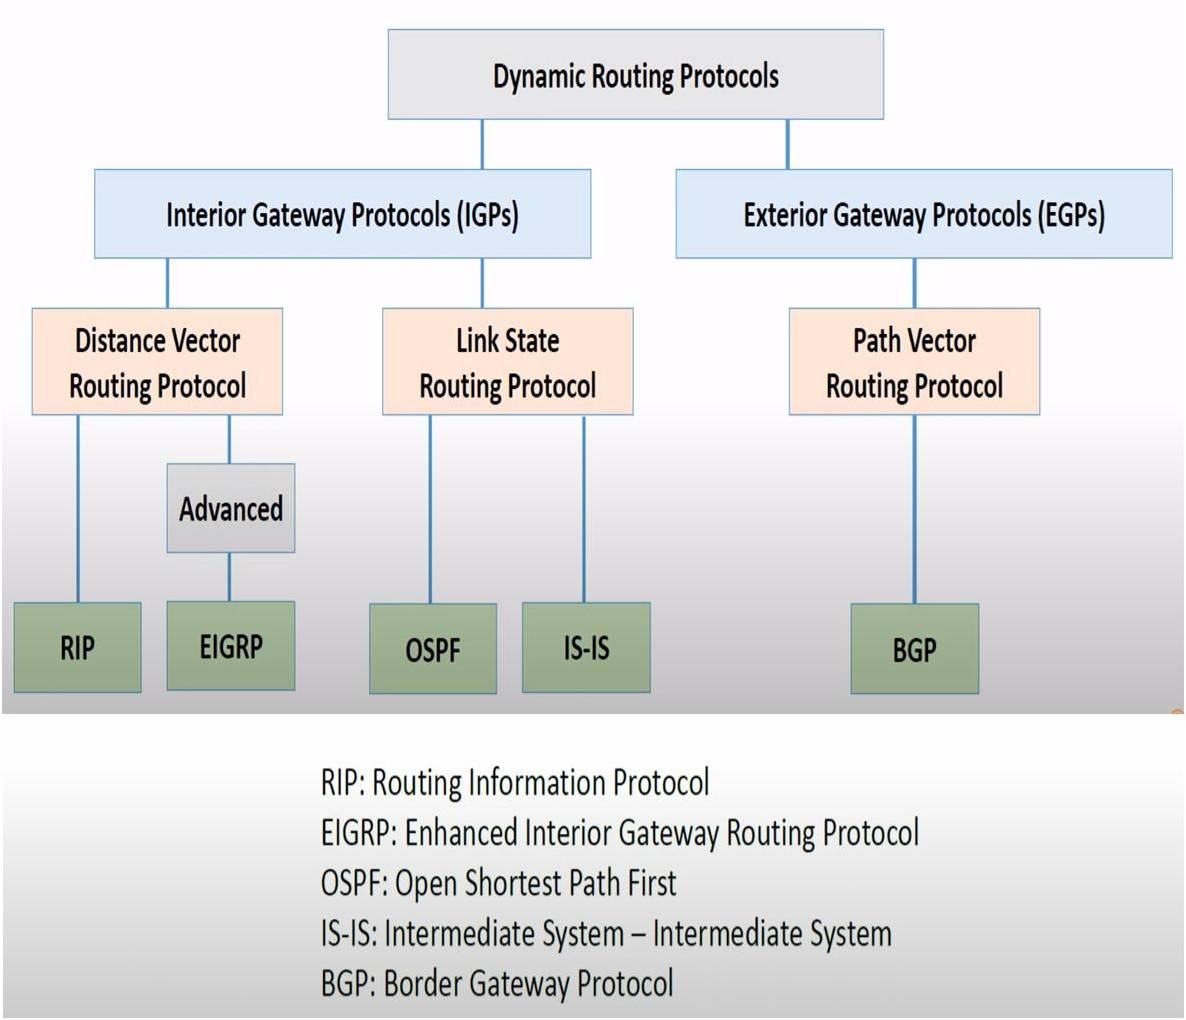 Dynamic Routing Protocols
Interior Gateway Protocols (IGPs)
Exterior Gateway Protocols (EGPs)
Distance Vector
Routing Protocol
Link State
Routing Protocol
Path Vector
Routing Protocol
Advanced
RIP
EIGRP
OSPF
IS-IS
BGP
RIP: Routing Information Protocol
EIGRP: Enhanced Interior Gateway Routing Protocol
OSPF: Open Shortest Path First
IS-IS: Intermediate System – Intermediate System
BGP: Border Gateway Protocol